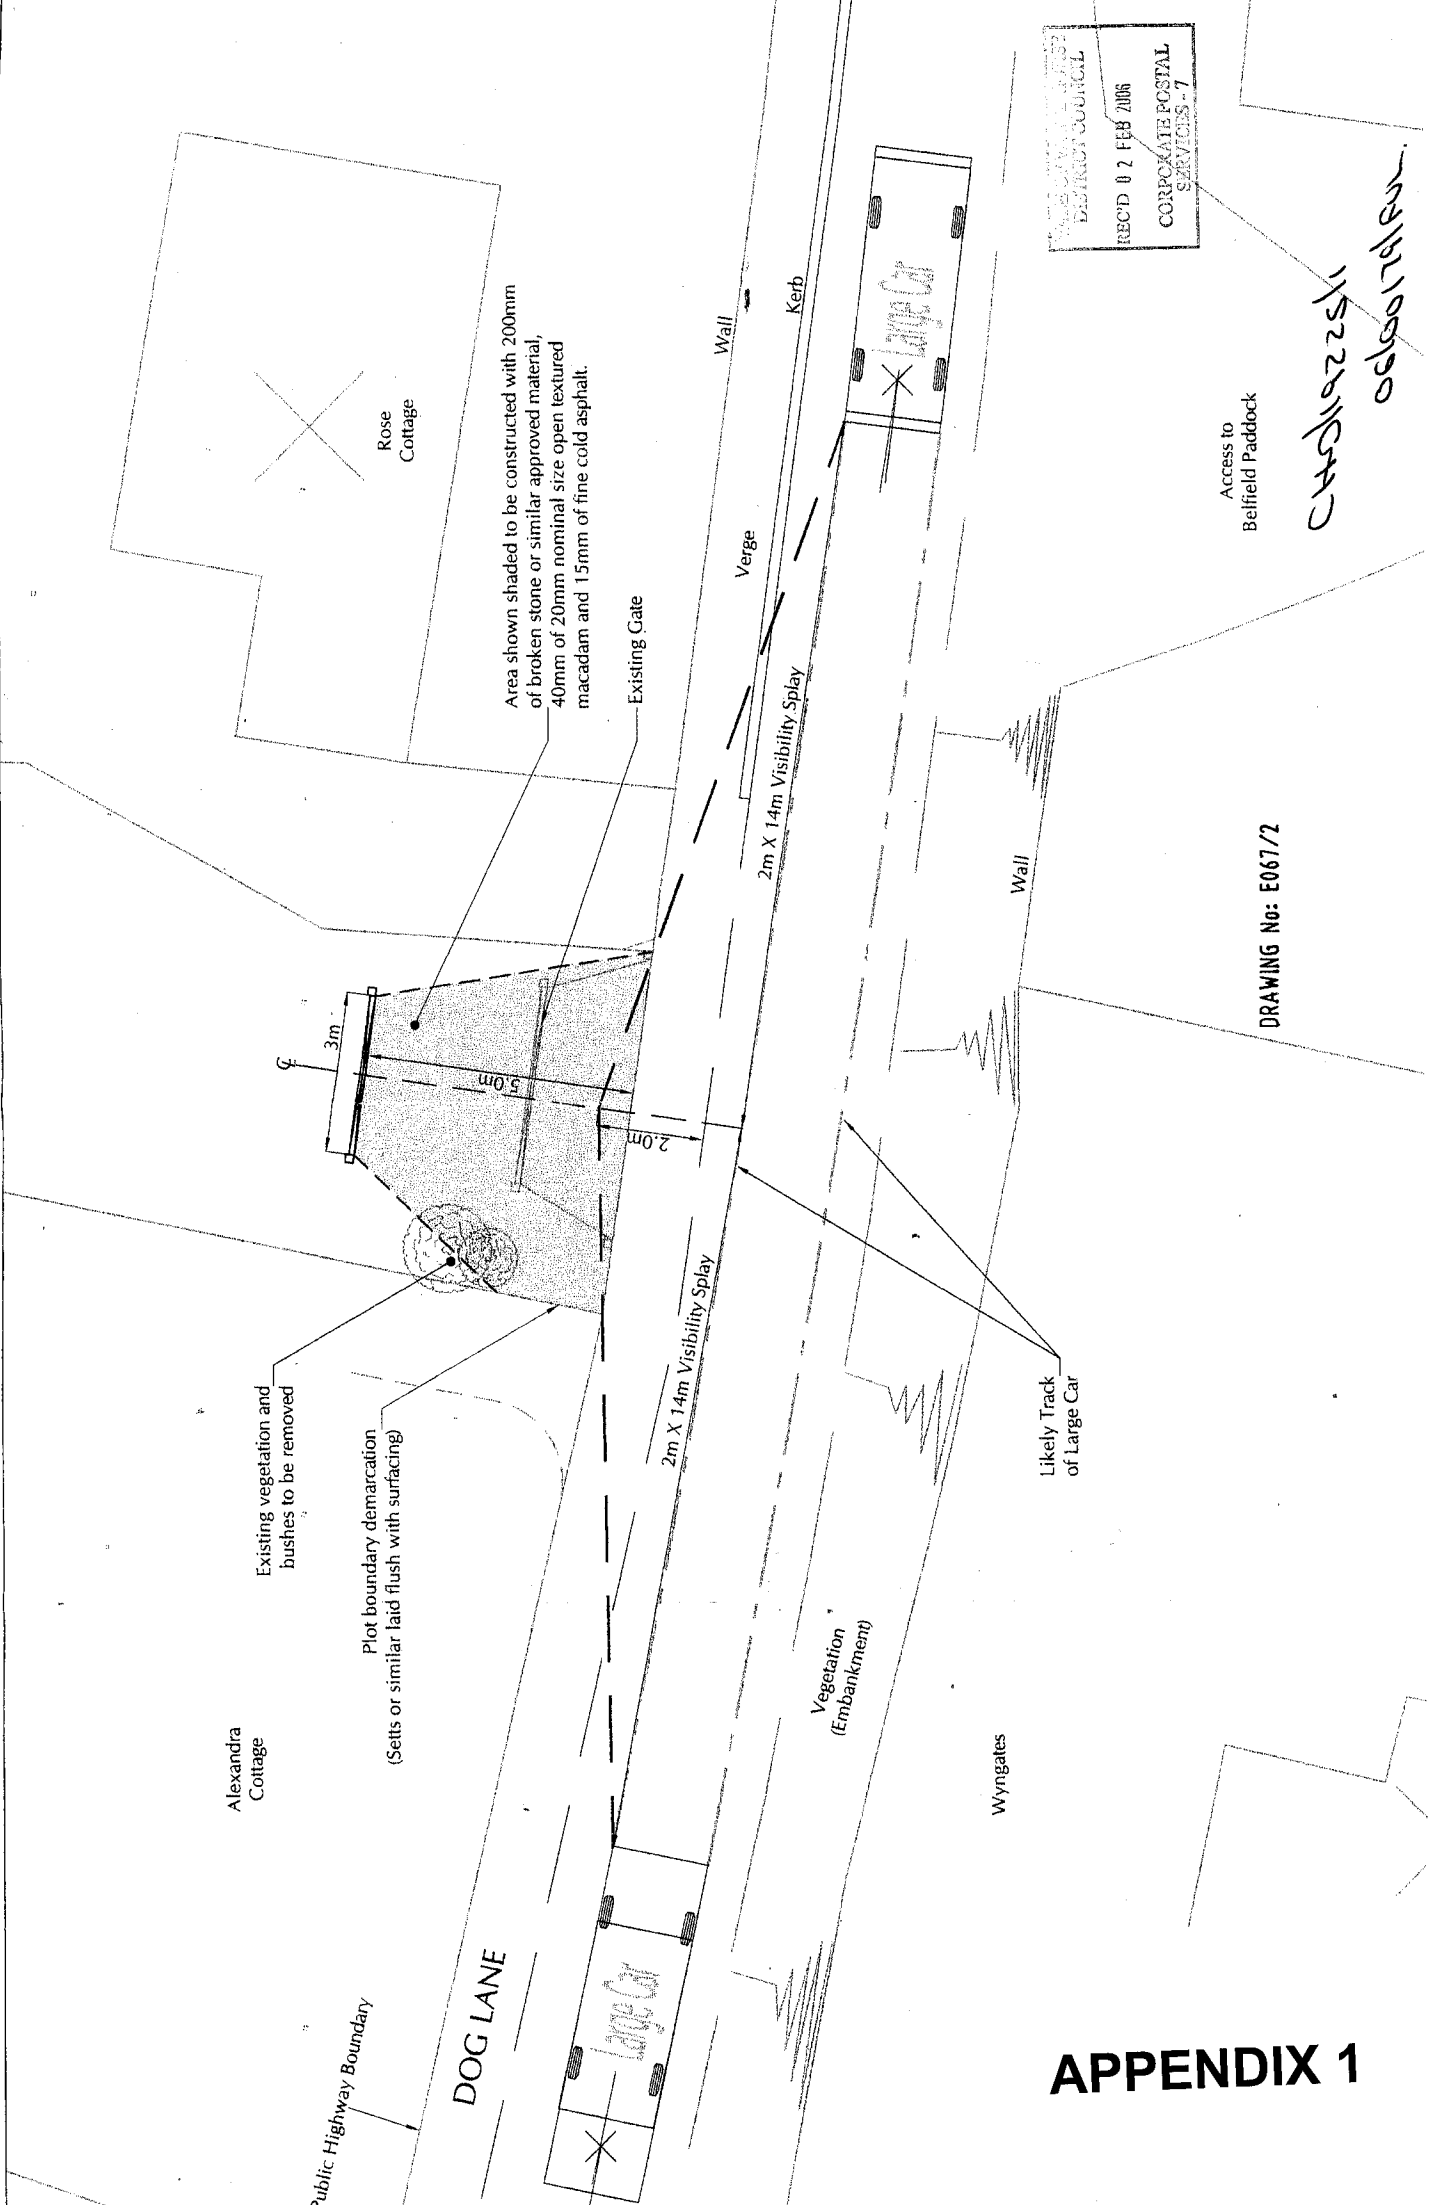 Public Highway Boundary
DOG LANE
Alexandra
Cottage
Existing vegetation and
bushes to be removed
Plot boundary demarcation
(Setts or similar laid flush with surfacing)
3m
5.0m
2.0m
Rose
Cottage
Area shown shaded to be constructed with 200mm
of broken stone or similar approved material,
40mm of 20mm nominal size open textured
macadam and 15mm of fine cold asphalt.
Existing Gate
Wall
Kerb
Verge
2m X 14m Visibility Splay
2m X 14m Visibility Splay
Large Car
Large Car
Likely Track
of Large Car
Vegetation
(Embankment)
Wyngates
Wall
Access to
Belfield Paddock
DRAWING No: E067/2
DISTRICT COUNCIL
REC'D 02 FEB 2006
CORPORATE POSTAL
SERVICES - 7
APPENDIX 1